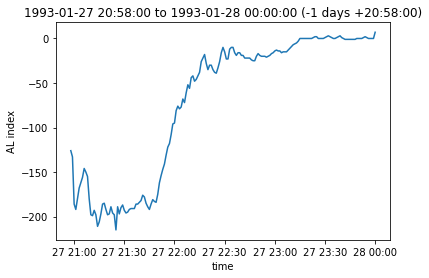 1993-01-27 20:58:00 to 1993-01-28 00:00:00 (-1 days +20:58:00)
0
−50
−100
−150
−200
AL index
27 21:00 27 21:30 27 22:00 27 22:30 27 23:00 27 23:30 28 00:00
time